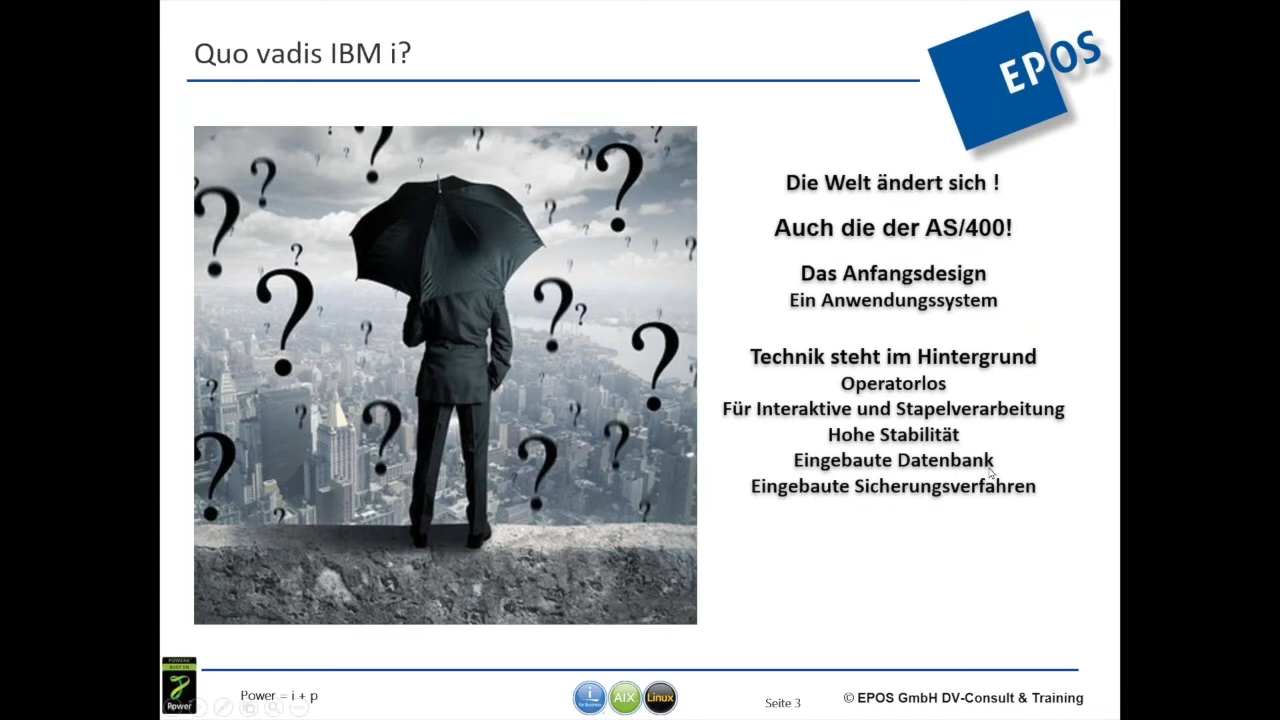 Quo vadis IBM i?
EPOS
Die Welt ändert sich !
Auch die der AS/400!
Das Anfangsdesign
Ein Anwendungssystem
Technik steht im Hintergrund
Operatorlos
Für Interaktive und Stapelverarbeitung
Hohe Stabilität
Eingebaute Datenbank
Eingebaute Sicherungsverfahren
Power
Power = i + p
i
AIX
Linux
Seite 3
© EPOS GmbH DV-Consult & Training